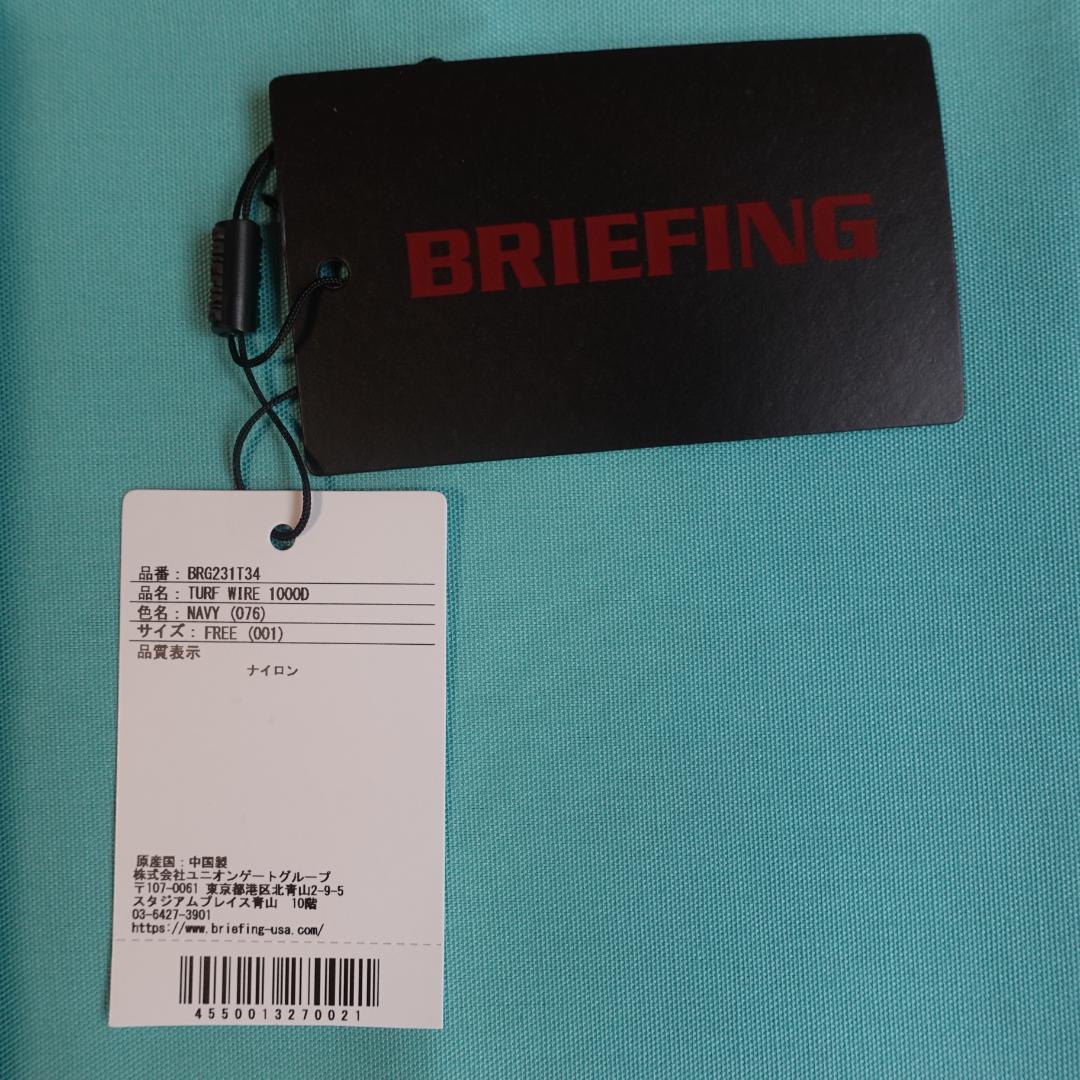 BRIEFING
品番：BRG231T34
品名：TURF WIRE 1000D
色名：NAVY (076)
サイズ：FREE (001)
品質表示
ナイロン
原産国：中国製
株式会社ユニオンゲートグループ
〒107-0061 東京都港区北青山2-9-5
スタジアムプレイス青山 10階
03-6427-3901
https://www.briefing-usa.com/
4550013270021